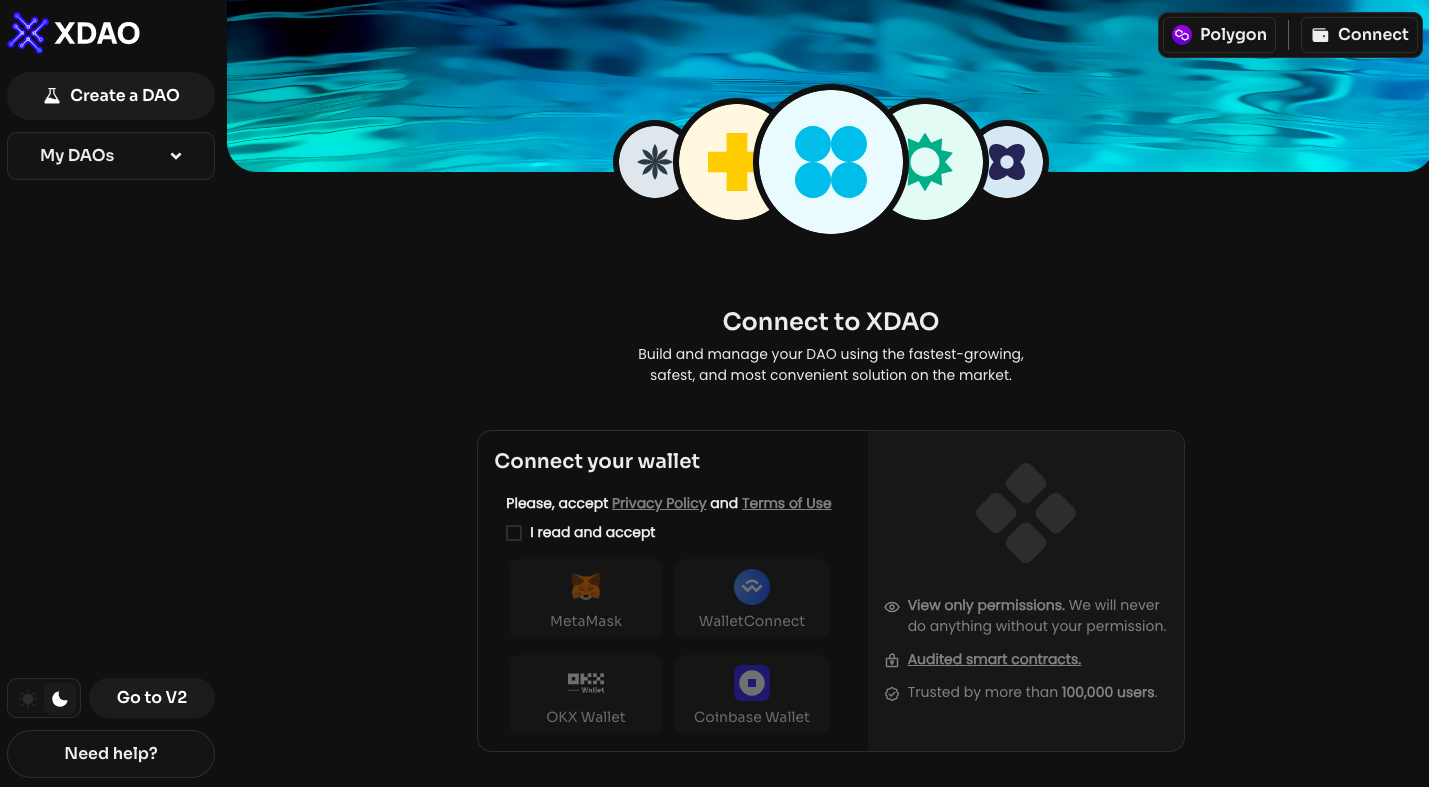 XDAO
Create a DAO
My DAOs
Go to V2
Need help?
Polygon
Connect
Connect to XDAO
Build and manage your DAO using the fastest-growing,
safest, and most convenient solution on the market.
Connect your wallet
Please, accept Privacy Policy and Terms of Use
I read and accept
MetaMask
WalletConnect
OKX
Wallet
OKX Wallet
Coinbase Wallet
View only permissions. We will never
do anything without your permission.
Audited smart contracts.
Trusted by more than 100,000 users.